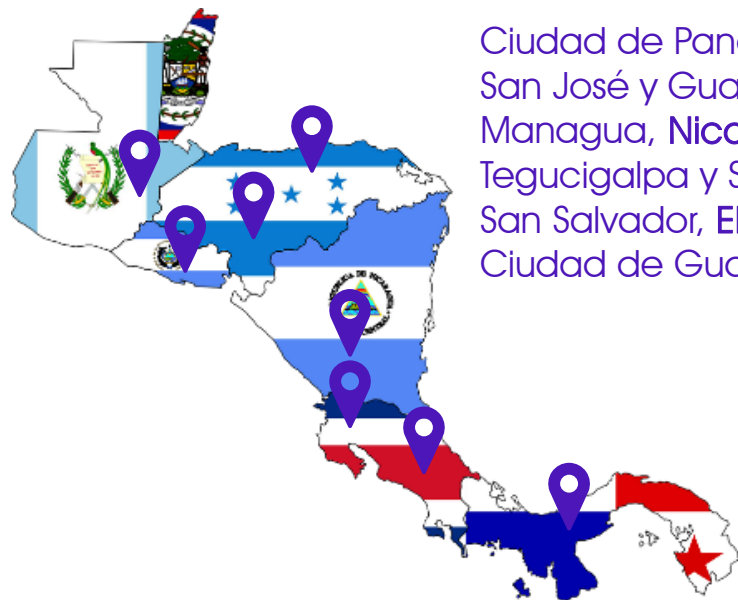 Ciudad de Pan
San José y Gua
Managua, Nica
Tegucigalpa y S
San Salvador, El
Ciudad de Gua